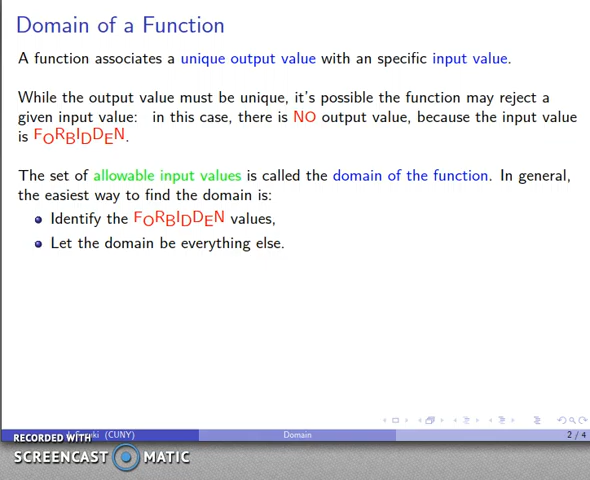 Domain of a Function
A function associates a unique output value with an specific input value.
While the output value must be unique, it's possible the function may reject a
given input value: in this case, there is NO output value, because the input value
is FORBIDDEN.
The set of allowable input values is called the domain of the function. In general,
the easiest way to find the domain is:
Identify the FORBIDDEN values,
Let the domain be everything else.
(CUNY) Domain 2 / 4
RECORDED WITH
SCREENCAST MATIC